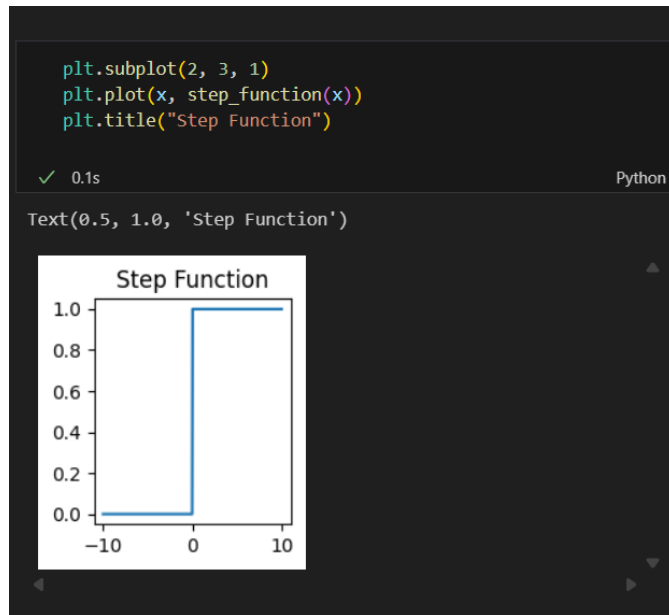 plt.subplot(2, 3, 1)
plt.plot(x, step_function(x))
plt.title("Step Function")
✓ 0.1s Python
Text(0.5, 1.0, 'Step Function')
Step Function
1.0
0.8
0.6
0.4
0.2
0.0
−10 0 10